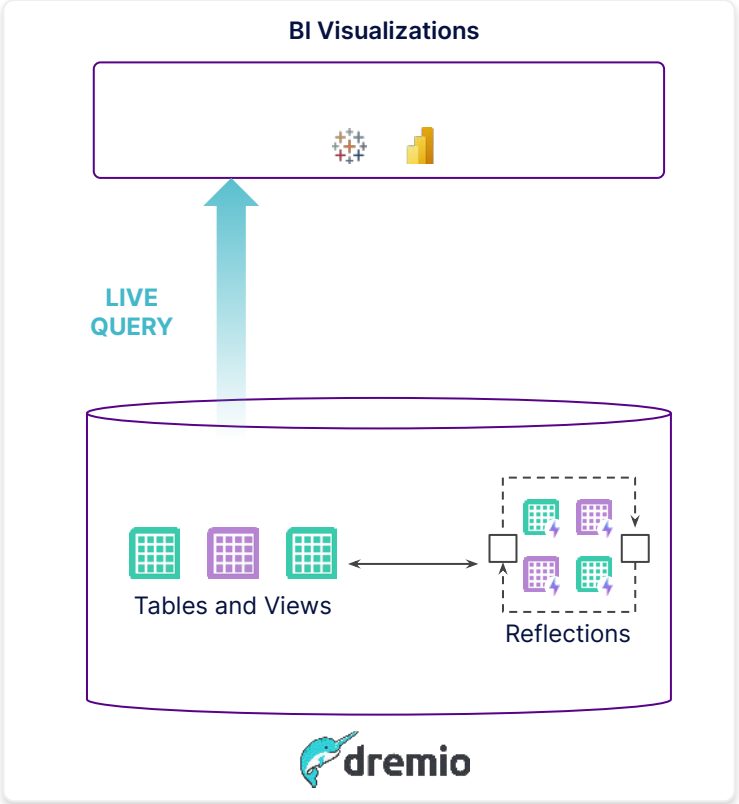 BI Visualizations
LIVE
QUERY
Tables and Views
Reflections
dremio